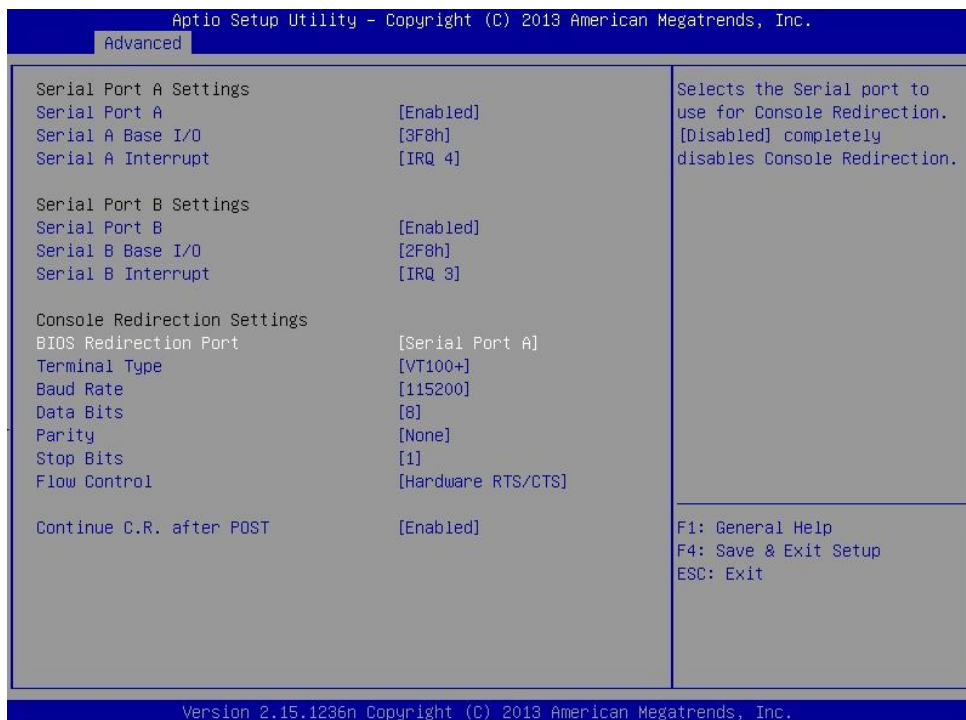 Aptio Setup Utility – Copyright (C) 2013 American Megatrends, Inc.
Advanced
Serial Port A Settings
Serial Port A [Enabled]
Serial A Base I/O [3F8h]
Serial A Interrupt [IRQ 4]
Serial Port B Settings
Serial Port B [Enabled]
Serial B Base I/O [2F8h]
Serial B Interrupt [IRQ 3]
Console Redirection Settings
BIOS Redirection Port [Serial Port A]
Terminal Type [VT100+]
Baud Rate [115200]
Data Bits [8]
Parity [None]
Stop Bits [1]
Flow Control [Hardware RTS/CTS]
Continue C.R. after POST [Enabled]
Selects the Serial port to
use for Console Redirection.
[Disabled] completely
disables Console Redirection.
F1: General Help
F4: Save & Exit Setup
ESC: Exit
Version 2.15.1236n Copyright (C) 2013 American Megatrends, Inc.